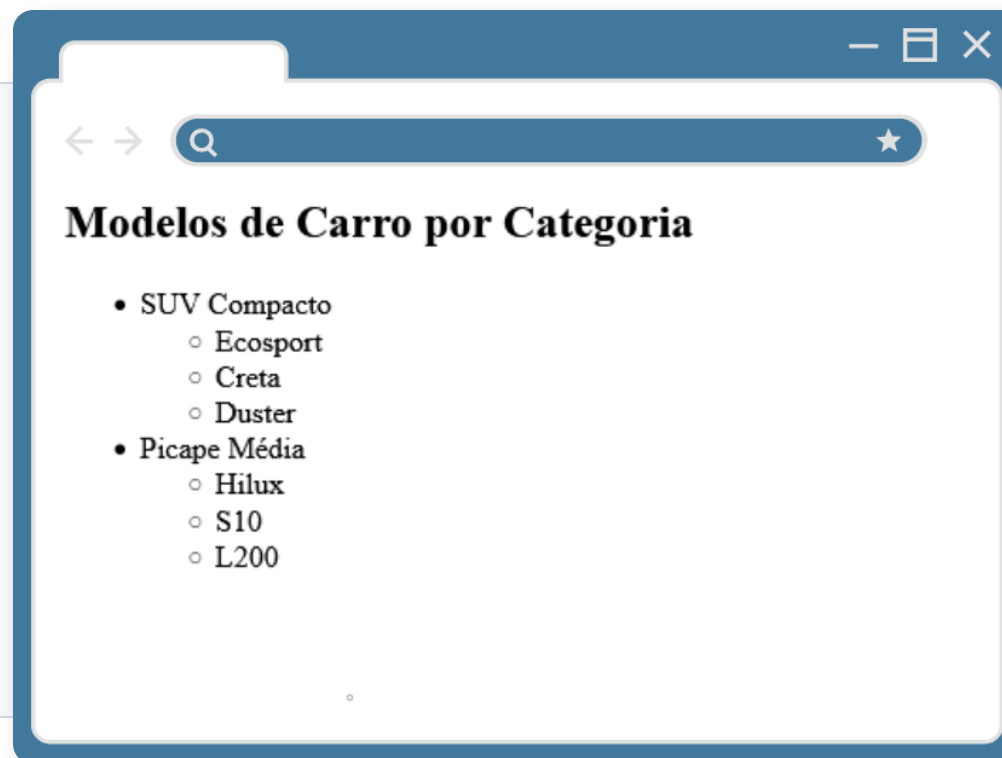 Modelos de Carro por Categoria
SUV Compacto
Ecosport
Creta
Duster
Picape Média
Hilux
S10
L200